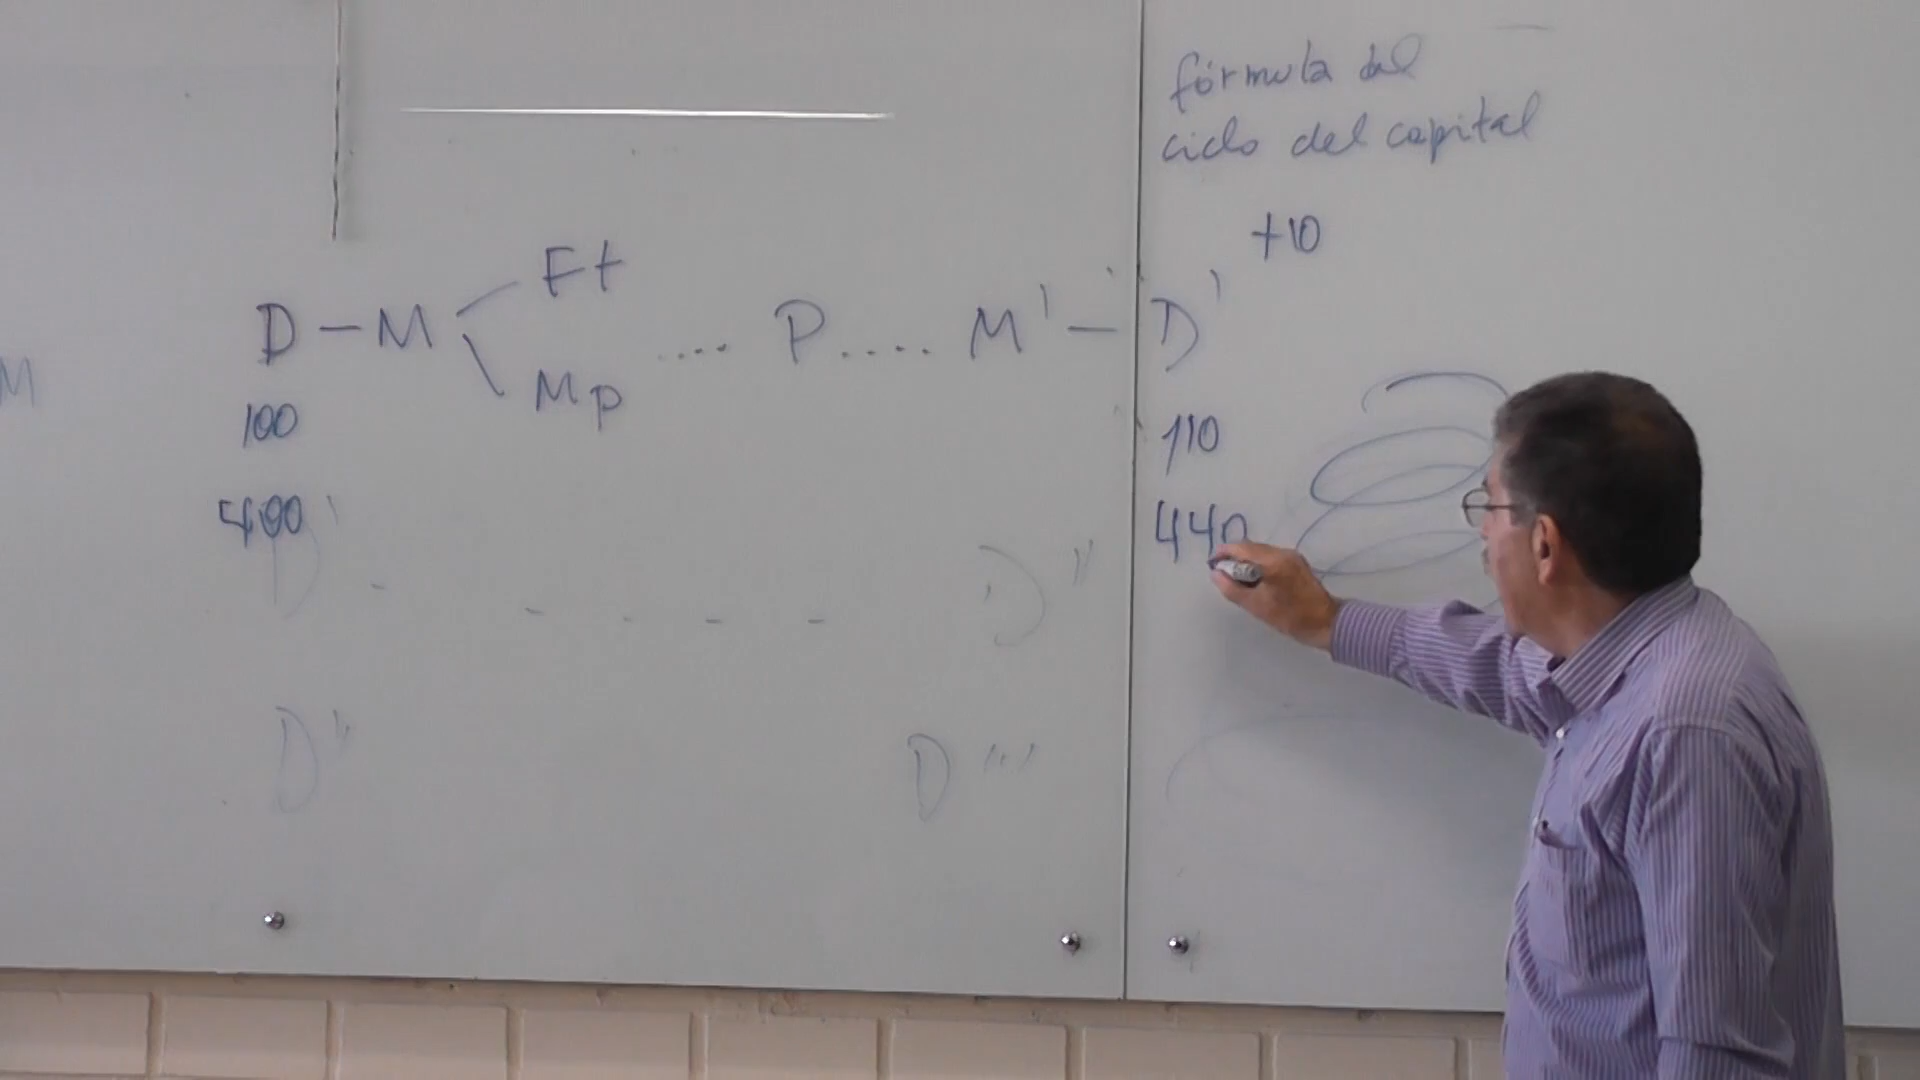 fórmula del
ciclo del capital
+10
Ft
D – M < ..... P ..... M' – D'
Mp
M
100 110
400 440
D' - - - - - D''
D'' D'''